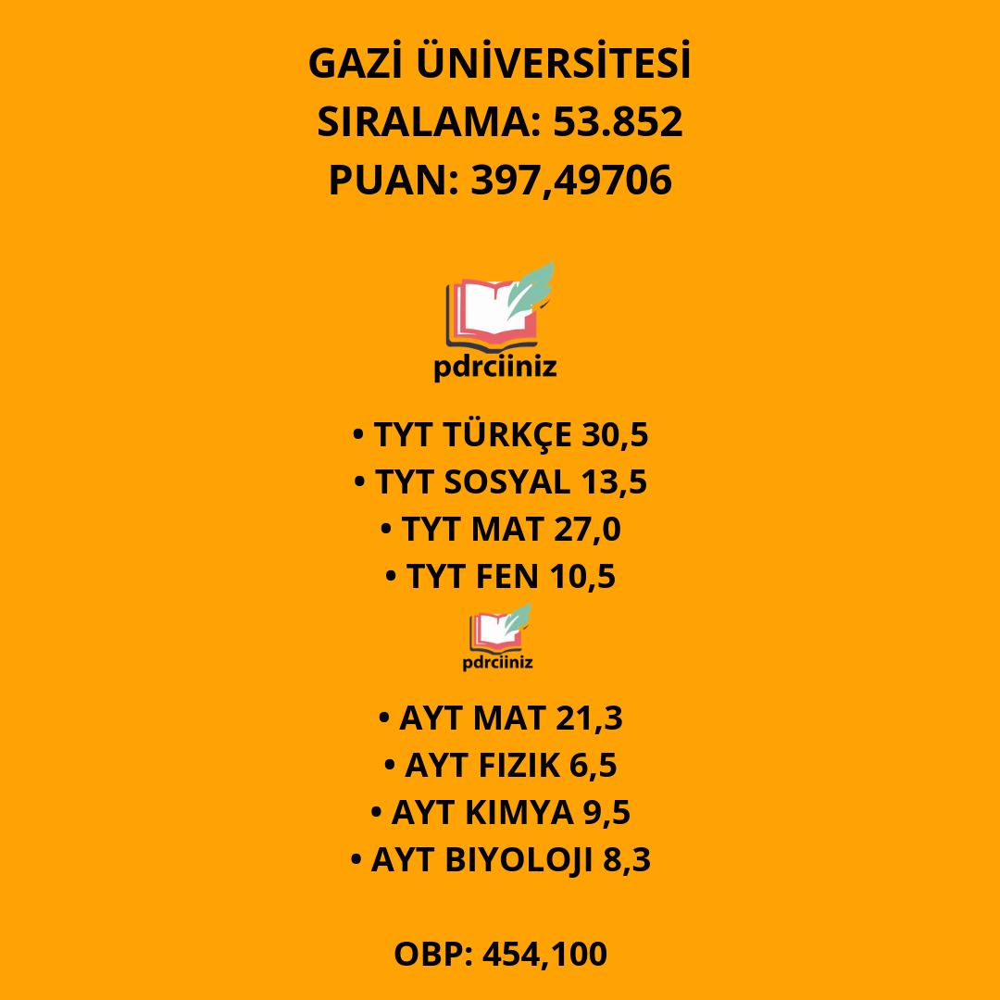 GAZİ ÜNİVERSİTESİ
SIRALAMA: 53.852
PUAN: 397,49706
pdrciiniz
• TYT TÜRKÇE 30,5
• TYT SOSYAL 13,5
• TYT MAT 27,0
• TYT FEN 10,5
pdrciiniz
• AYT MAT 21,3
• AYT FIZIK 6,5
• AYT KIMYA 9,5
• AYT BIYOLOJI 8,3
OBP: 454,100